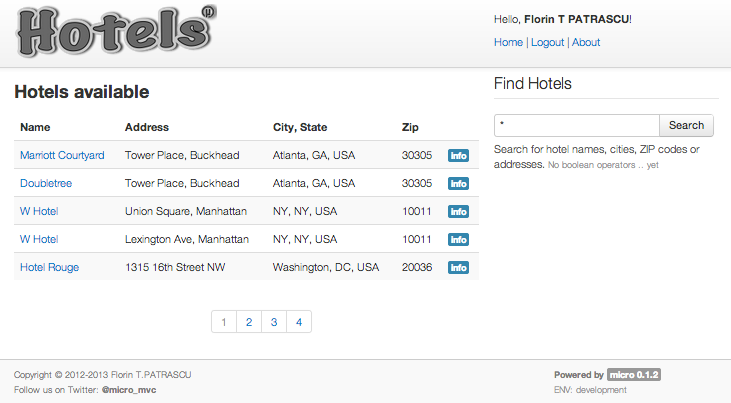 Hotels
Hello, Florin T PATRASCU!
Home | Logout | About
Hotels available
Find Hotels
Name Address City, State Zip
Marriott Courtyard Tower Place, Buckhead Atlanta, GA, USA 30305 info
Doubletree Tower Place, Buckhead Atlanta, GA, USA 30305 info
W Hotel Union Square, Manhattan NY, NY, USA 10011 info
W Hotel Lexington Ave, Manhattan NY, NY, USA 10011 info
Hotel Rouge 1315 16th Street NW Washington, DC, USA 20036 info
* Search
Search for hotel names, cities, ZIP codes or
addresses. No boolean operators .. yet
1 2 3 4
Copyright © 2012-2013 Florin T.PATRASCU
Follow us on Twitter: @micro_mvc
Powered by micro 0.1.2
ENV: development